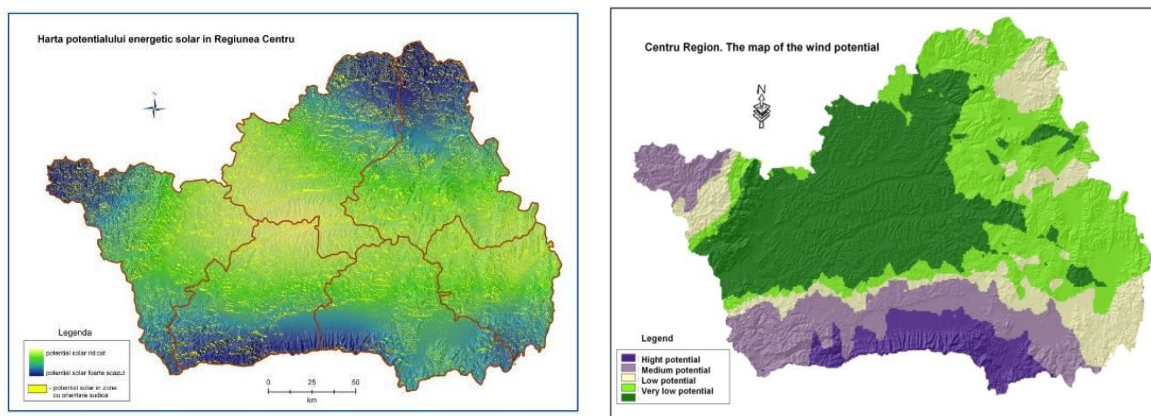 Harta potentialului energetic solar in Regiunea Centru
Legenda
potential solar ridicat
potential solar foarte scazut
- potential solar in zone
cu orientare sudica
0 25 50
km
Centru Region. The map of the wind potential
N
Legend
Hight potential
Medium potential
Low potential
Very low potential